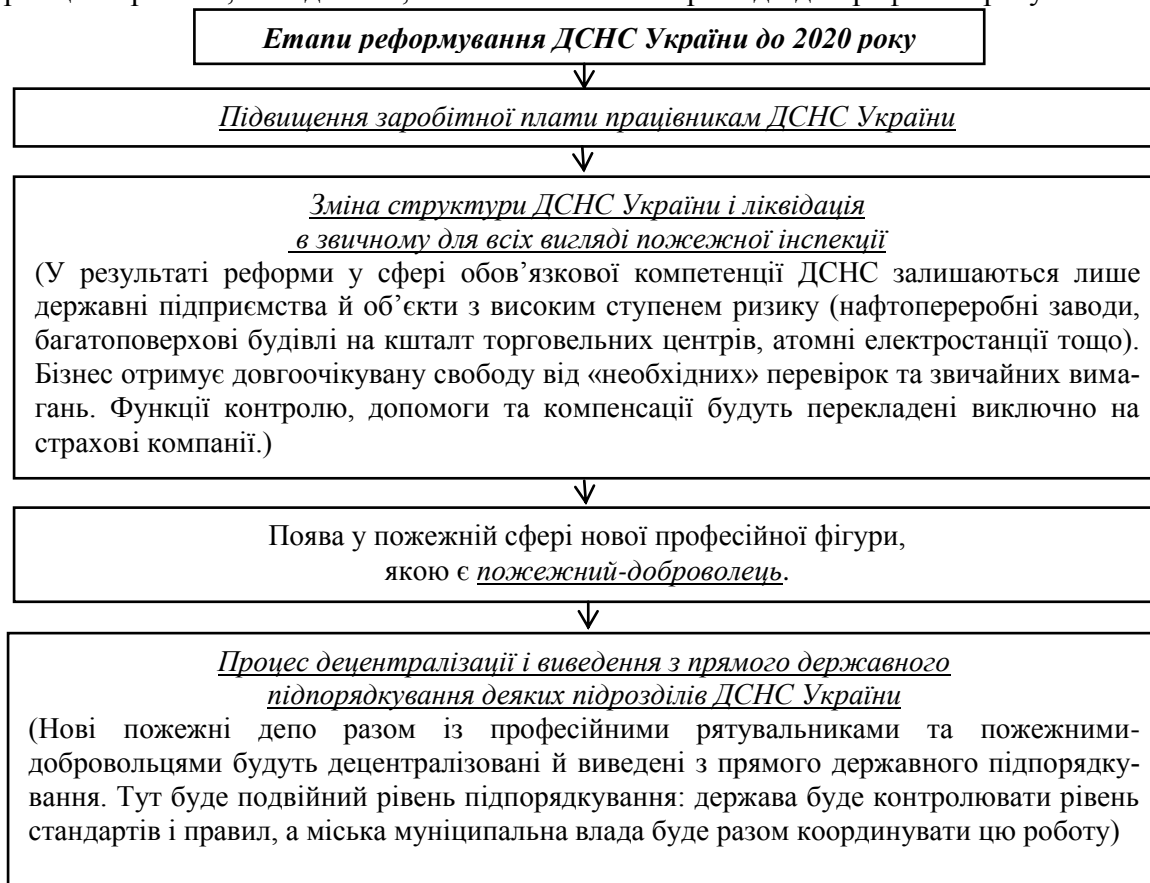 Етапи реформування ДСНС України до 2020 року
Підвищення заробітної плати працівникам ДСНС України
Зміна структури ДСНС України і ліквідація
в звичному для всіх вигляді пожежної інспекції
(У результаті реформи у сфері обов’язкової компетенції ДСНС залишаються лише
державні підприємства й об’єкти з високим ступенем ризику (нафтопереробні заводи,
багатоповерхові будівлі на кшталт торговельних центрів, атомні електростанції тощо).
Бізнес отримує довгоочікувану свободу від «необхідних» перевірок та звичайних вима-
гань. Функції контролю, допомоги та компенсації будуть перекладені виключно на
страхові компанії.)
Поява у пожежній сфері нової професійної фігури,
якою є пожежний-доброволець.
Процес децентралізації і виведення з прямого державного
підпорядкування деяких підрозділів ДСНС України
(Нові пожежні депо разом із професійними рятувальниками та пожежними-
добровольцями будуть децентралізовані й виведені з прямого державного підпорядку-
вання. Тут буде подвійний рівень підпорядкування: держава буде контролювати рівень
стандартів і правил, а міська муніципальна влада буде разом координувати цю роботу)